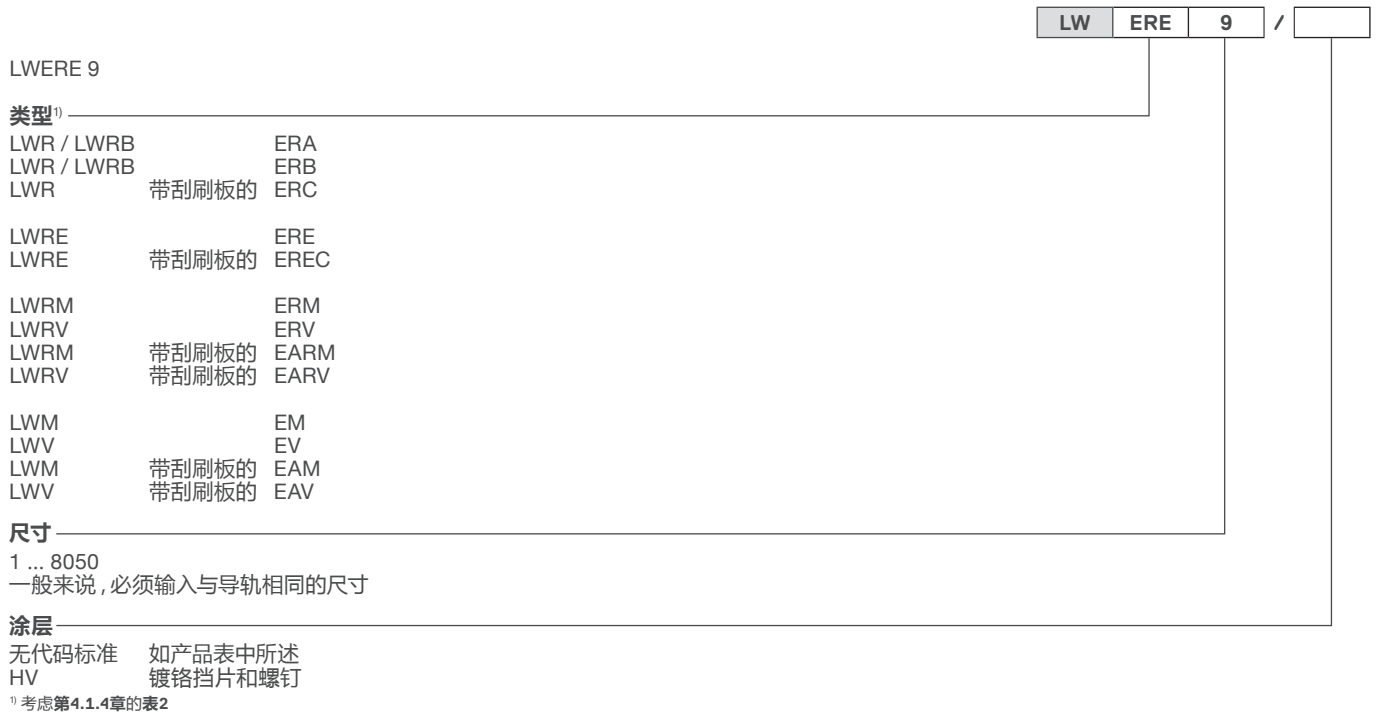 LW ERE 9 /
LWERE 9
类型1)
LWR / LWRB ERA
LWR / LWRB ERB
LWR 带刮刷板的 ERC
LWRE ERE
LWRE 带刮刷板的 EREC
LWRM ERM
LWRV ERV
LWRM 带刮刷板的 EARM
LWRV 带刮刷板的 EARV
LWM EM
LWV EV
LWM 带刮刷板的 EAM
LWV 带刮刷板的 EAV
尺寸
1 ... 8050
一般来说，必须输入与导轨相同的尺寸
涂层
无代码标准 如产品表中所述
HV 镀铬挡片和螺钉
1) 考虑第4.1.4章的表2